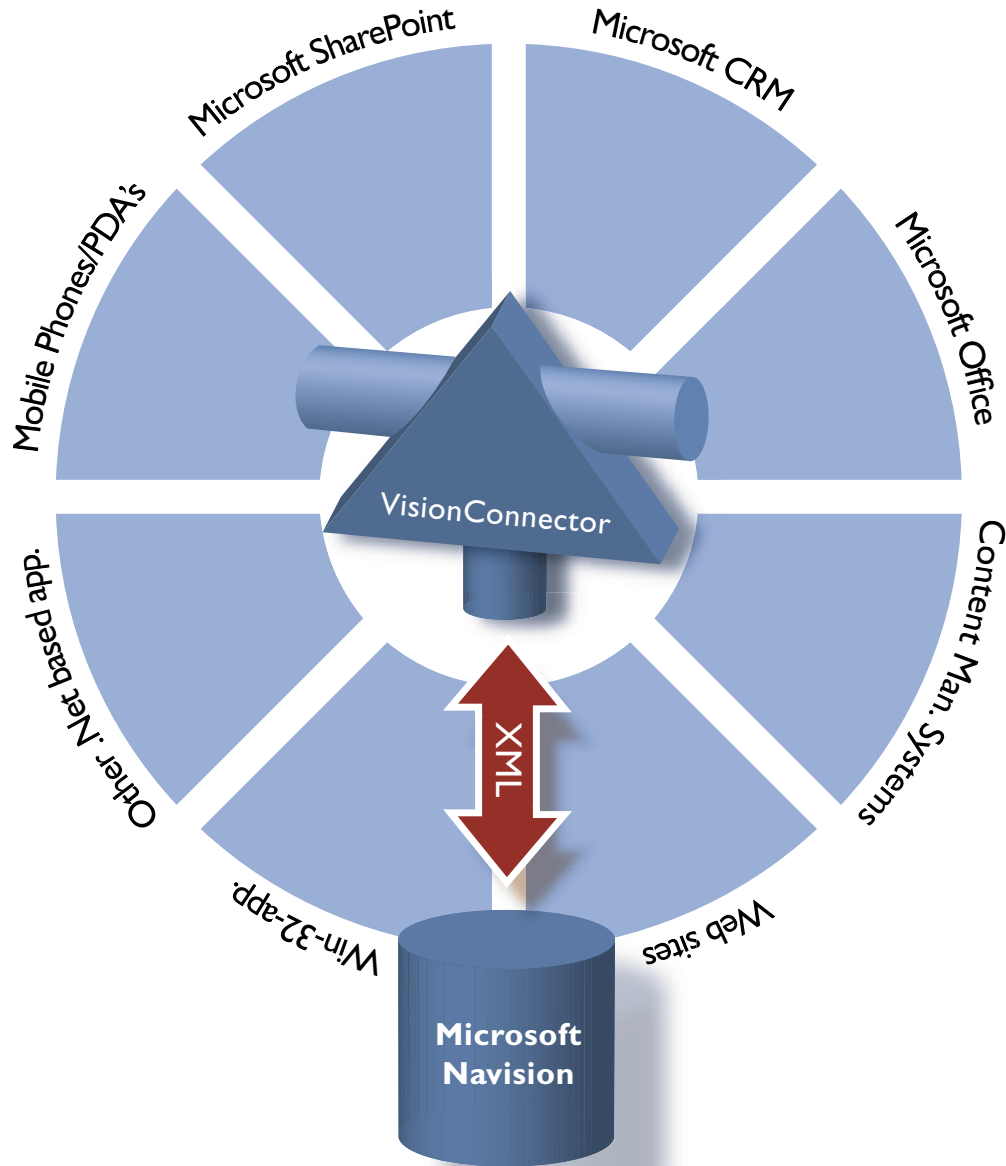 Microsoft SharePoint
Microsoft CRM
Mobile Phones/PDA's
Microsoft Office
VisionConnector
Other .Net based app.
Content Man. Systems
XML
Win-32-app.
Web sites
Microsoft
Navision